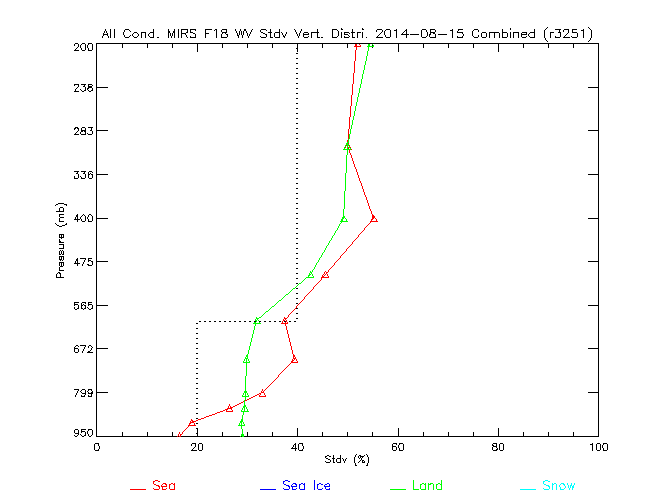 All Cond. MIRS F18 WV Stdv Vert. Distri. 2014-08-15 Combined (r3251)
200
238
283
336
400
475
565
672
799
950
Pressure (mb)
0 20 40 60 80 100
Stdv (%)
Sea Sea Ice Land Snow